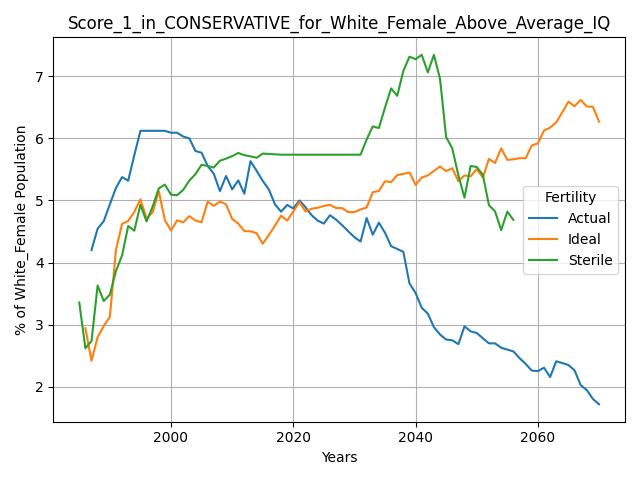 Score_1_in_CONSERVATIVE_for_White_Female_Above_Average_IQ
% of White_Female Population
7
6
5
4
3
2
Fertility
Actual
Ideal
Sterile
2000
2020
2040
2060
Years